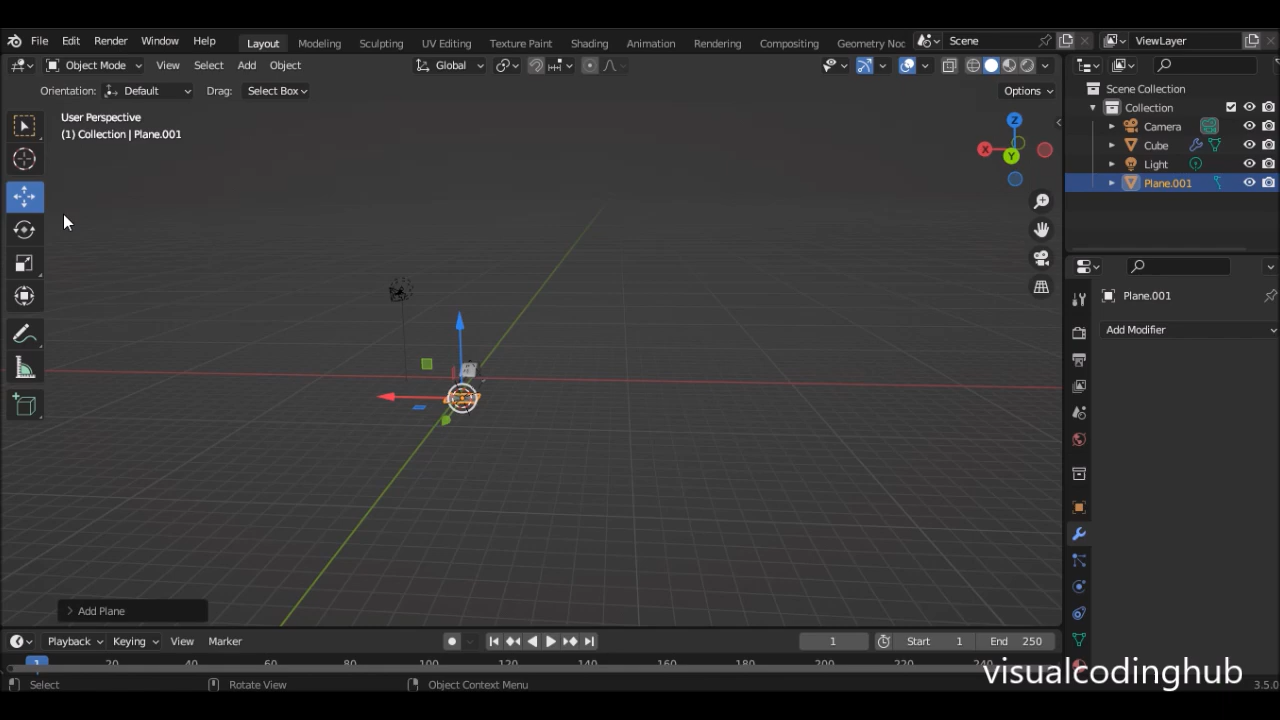 File Edit Render Window Help Layout Modeling Sculpting UV Editing Texture Paint Shading Animation Rendering Compositing Geometry Noc Scene ViewLayer
Object Mode View Select Add Object Global
Orientation: Default Drag: Select Box Options
User Perspective
(1) Collection | Plane.001
Z
X
Y
Scene Collection
Collection
Camera
Cube
Light
Plane.001
Plane.001
Add Modifier
Add Plane
Playback Keying View Marker 1 Start 1 End 250
1 20 40 60 80 100 120 140 160 180 200 220 240
Select Rotate View Object Context Menu 3.5.0
visualcodinghub